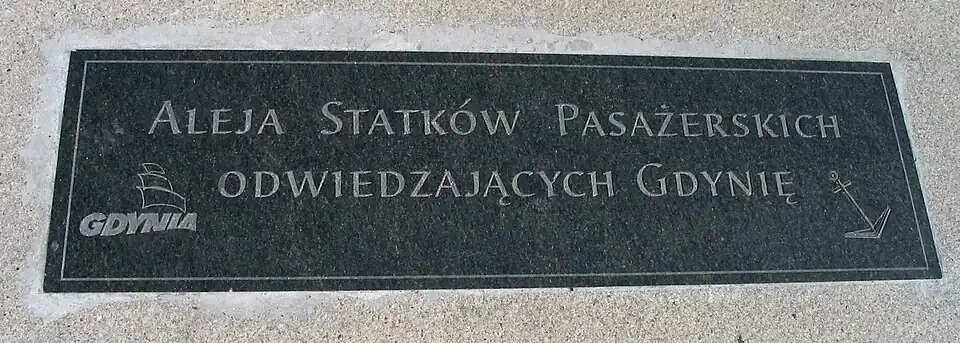 Aleja Statków Pasażerskich
odwiedzających Gdynię
GDYNIA